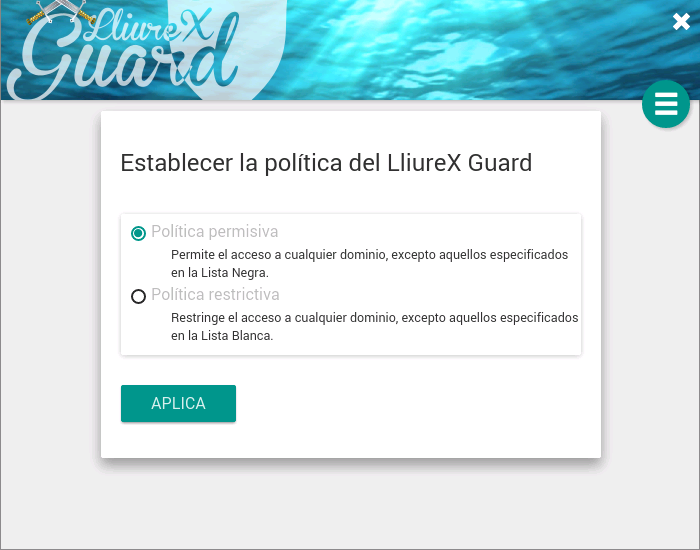 LliureX
Guard
Establecer la política del LliureX Guard
Política permisiva
Permite el acceso a cualquier dominio, excepto aquellos especificados
en la Lista Negra.
Política restrictiva
Restringe el acceso a cualquier dominio, excepto aquellos especificados
en la Lista Blanca.
APLICA